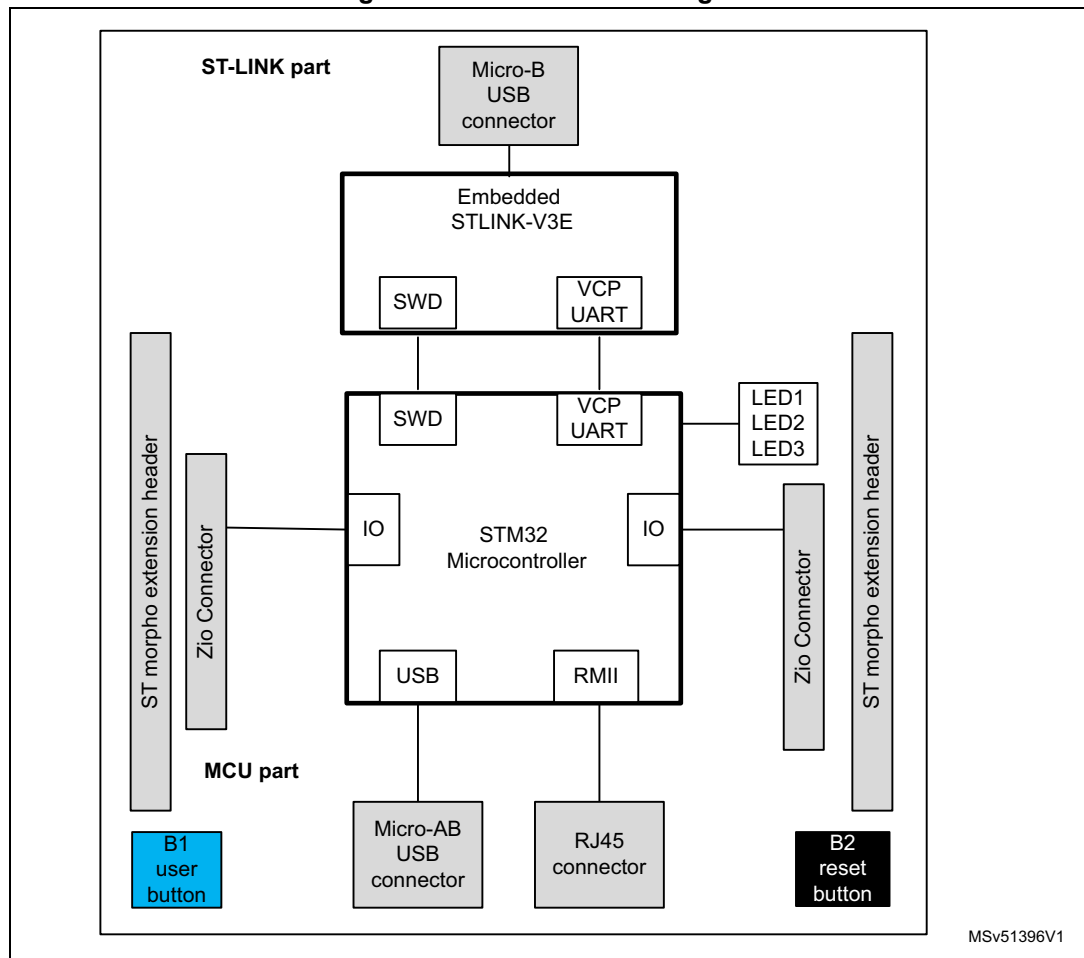 ST-LINK part
Micro-B
USB
connector
Embedded
STLINK-V3E
SWD
VCP
UART
SWD
VCP
UART
LED1
LED2
LED3
ST morpho extension header
Zio Connector
IO
STM32
Microcontroller
IO
Zio Connector
ST morpho extension header
USB
RMII
MCU part
Micro-AB
USB
connector
RJ45
connector
B1
user
button
B2
reset
button
MSv51396V1